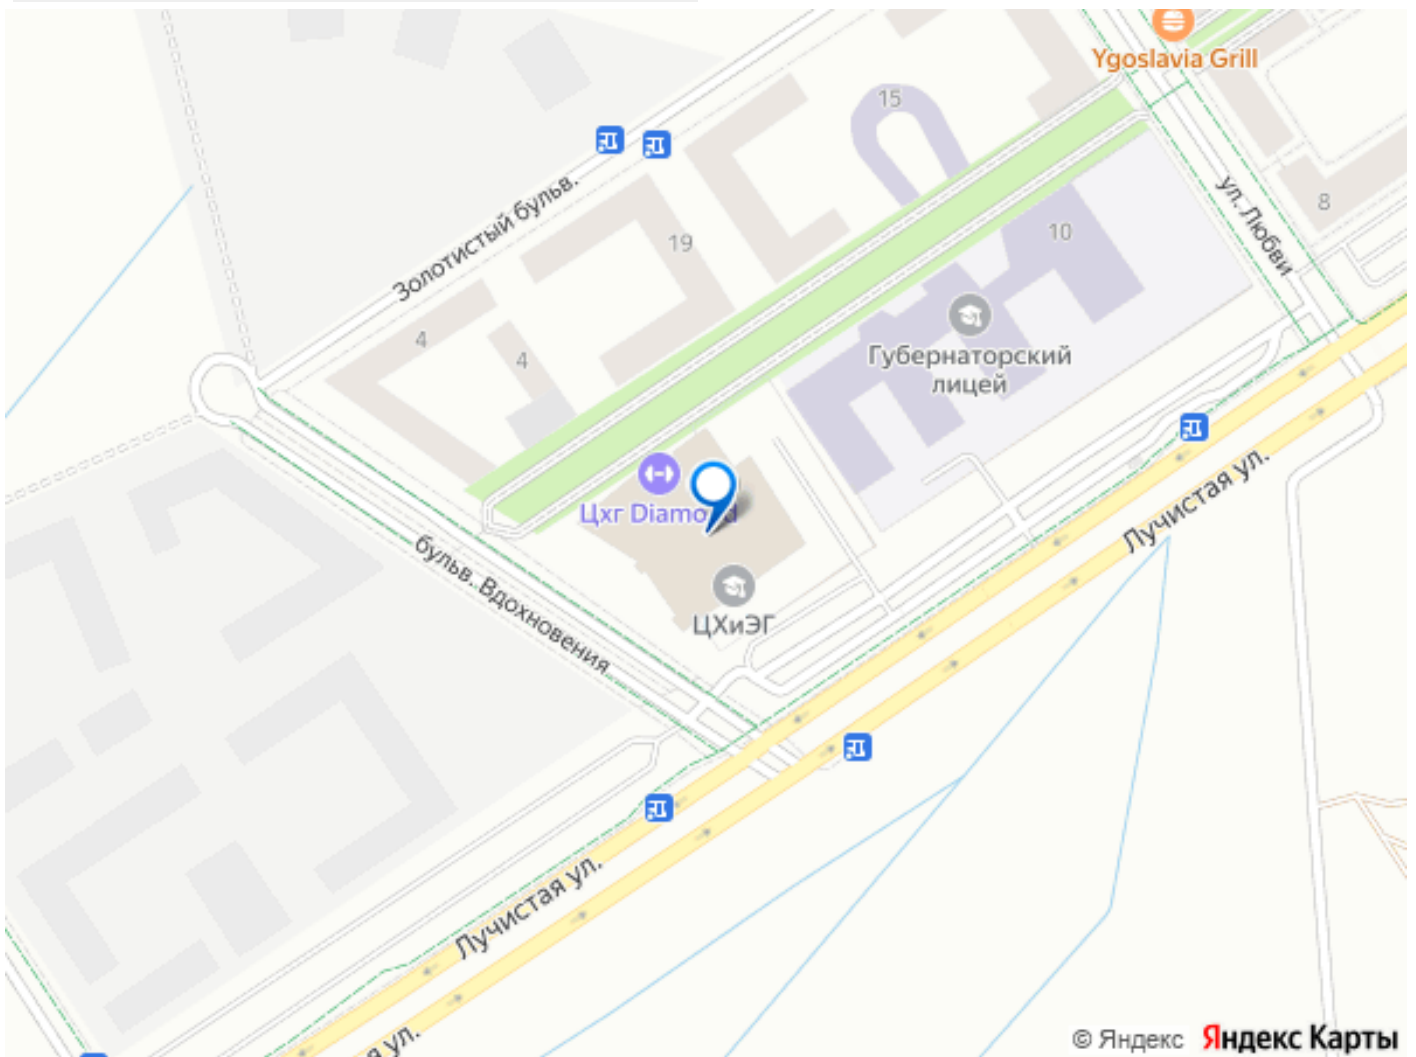 Ygoslavia Grill
15
ул. Любви
8
Золотистый бульв.
19
10
4
4
Губернаторский
лицей
Цхг Diamond
Лучистая ул.
бульв. Вдохновения
ЦХиЭГ
Лучистая ул.
я ул.
© Яндекс Яндекс Карты